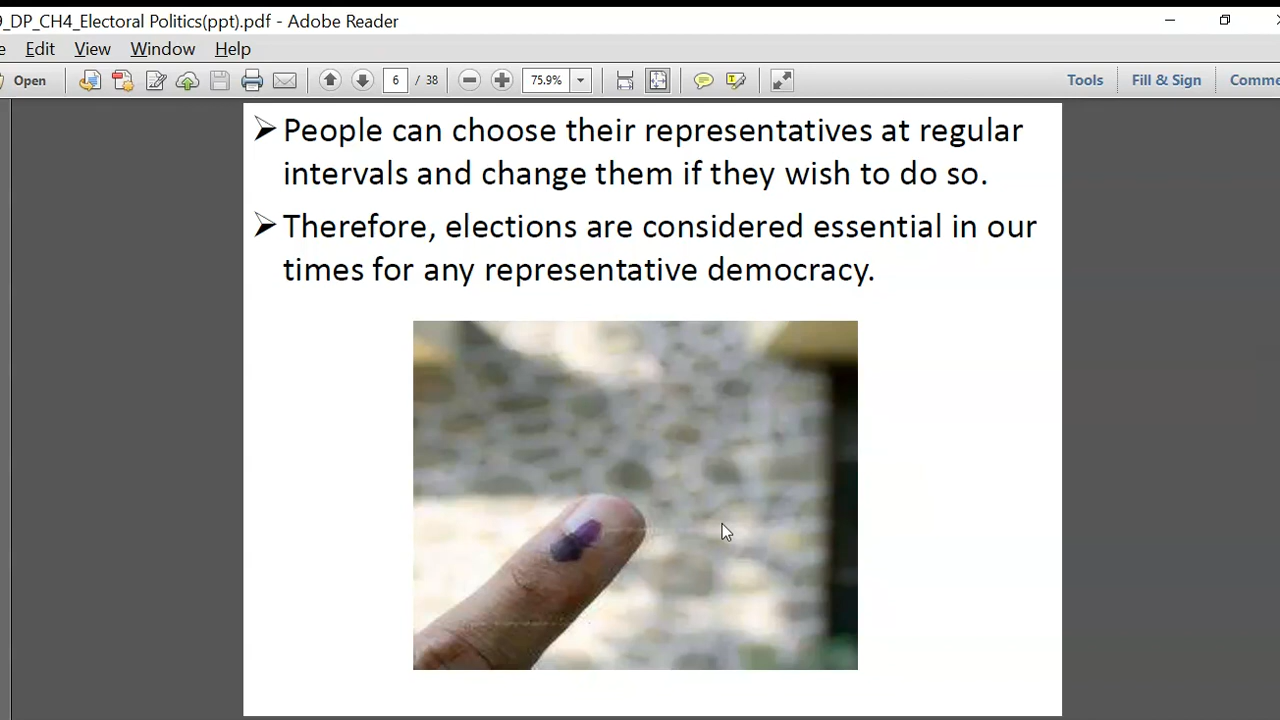 9_DP_CH4_Electoral Politics(ppt).pdf - Adobe Reader
e Edit View Window Help
Open 6 / 38 75.9% Tools Fill & Sign Comme
➢ People can choose their representatives at regular
intervals and change them if they wish to do so.
➢ Therefore, elections are considered essential in our
times for any representative democracy.